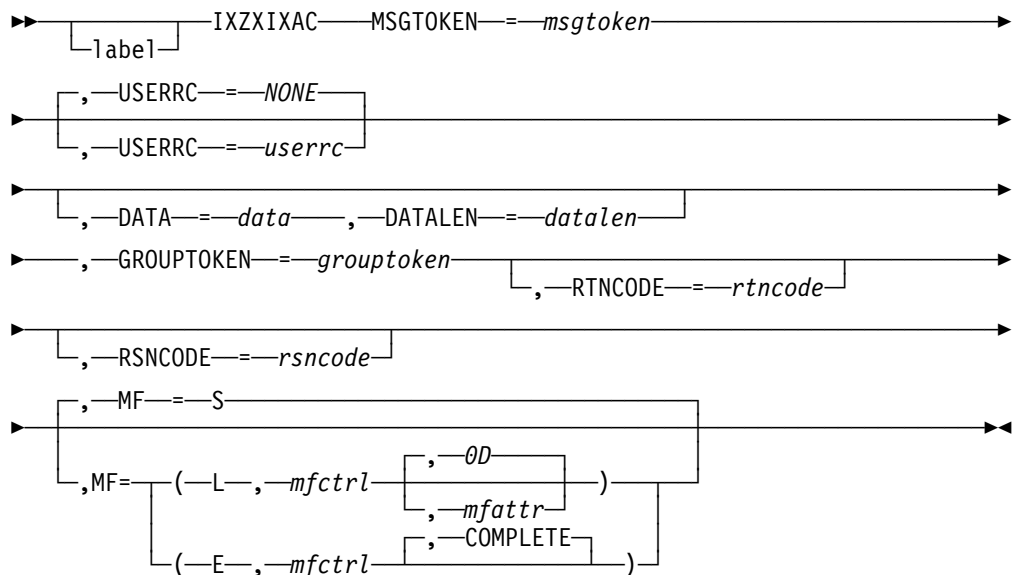 IXZXIXAC MSGTOKEN = msgtoken
label
, USERRC = NONE
, USERRC = userrc
, DATA = data , DATALEN = datalen
, GROUPTOKEN = grouptoken
, RTNCODE = rtncode
, RSNCODE = rsncode
, MF = S
, 0D
,MF= ( L , mfctrl )
, mfattr
, COMPLETE
( E , mfctrl )